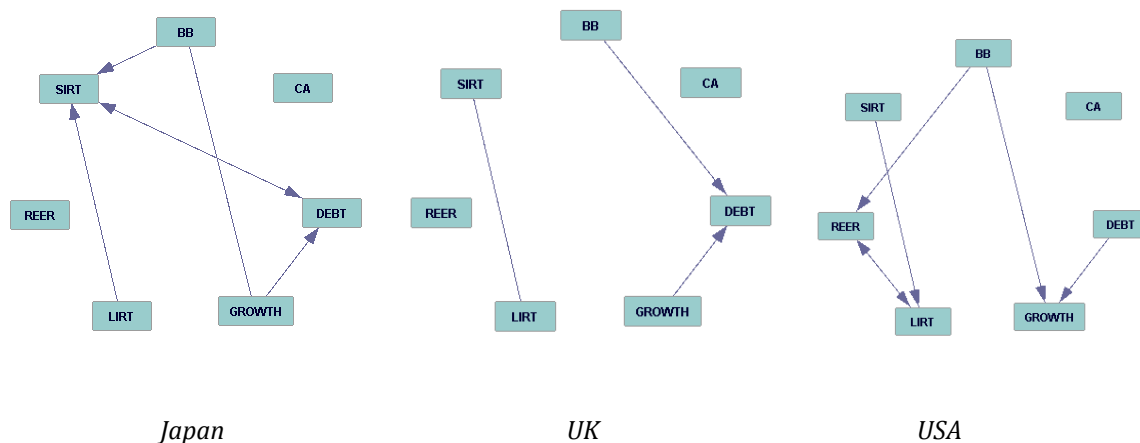 BB
SIRT
CA
REER
DEBT
LIRT
GROWTH
BB
SIRT
CA
REER
DEBT
LIRT
GROWTH
BB
SIRT
CA
REER
DEBT
LIRT
GROWTH
Japan
UK
USA